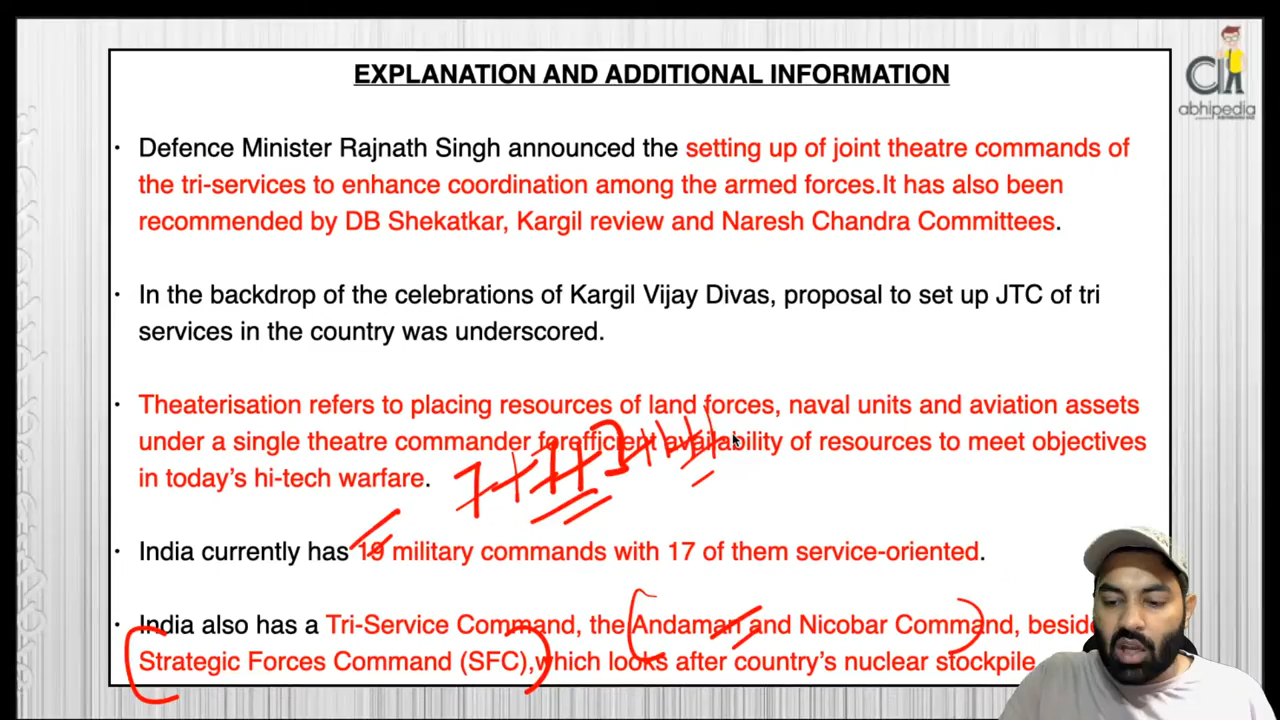 EXPLANATION AND ADDITIONAL INFORMATION
abhipedia
· Defence Minister Rajnath Singh announced the setting up of joint theatre commands of
the tri-services to enhance coordination among the armed forces.It has also been
recommended by DB Shekatkar, Kargil review and Naresh Chandra Committees.
· In the backdrop of the celebrations of Kargil Vijay Divas, proposal to set up JTC of tri
services in the country was underscored.
· Theaterisation refers to placing resources of land forces, naval units and aviation assets
under a single theatre commander for efficient availability of resources to meet objectives
in today's hi-tech warfare.
7+7+3+1+1
· India currently has 19 military commands with 17 of them service-oriented.
· India also has a Tri-Service Command, the Andaman and Nicobar Command,
Strategic Forces Command (SFC),which looks after country's nuclear stockpile